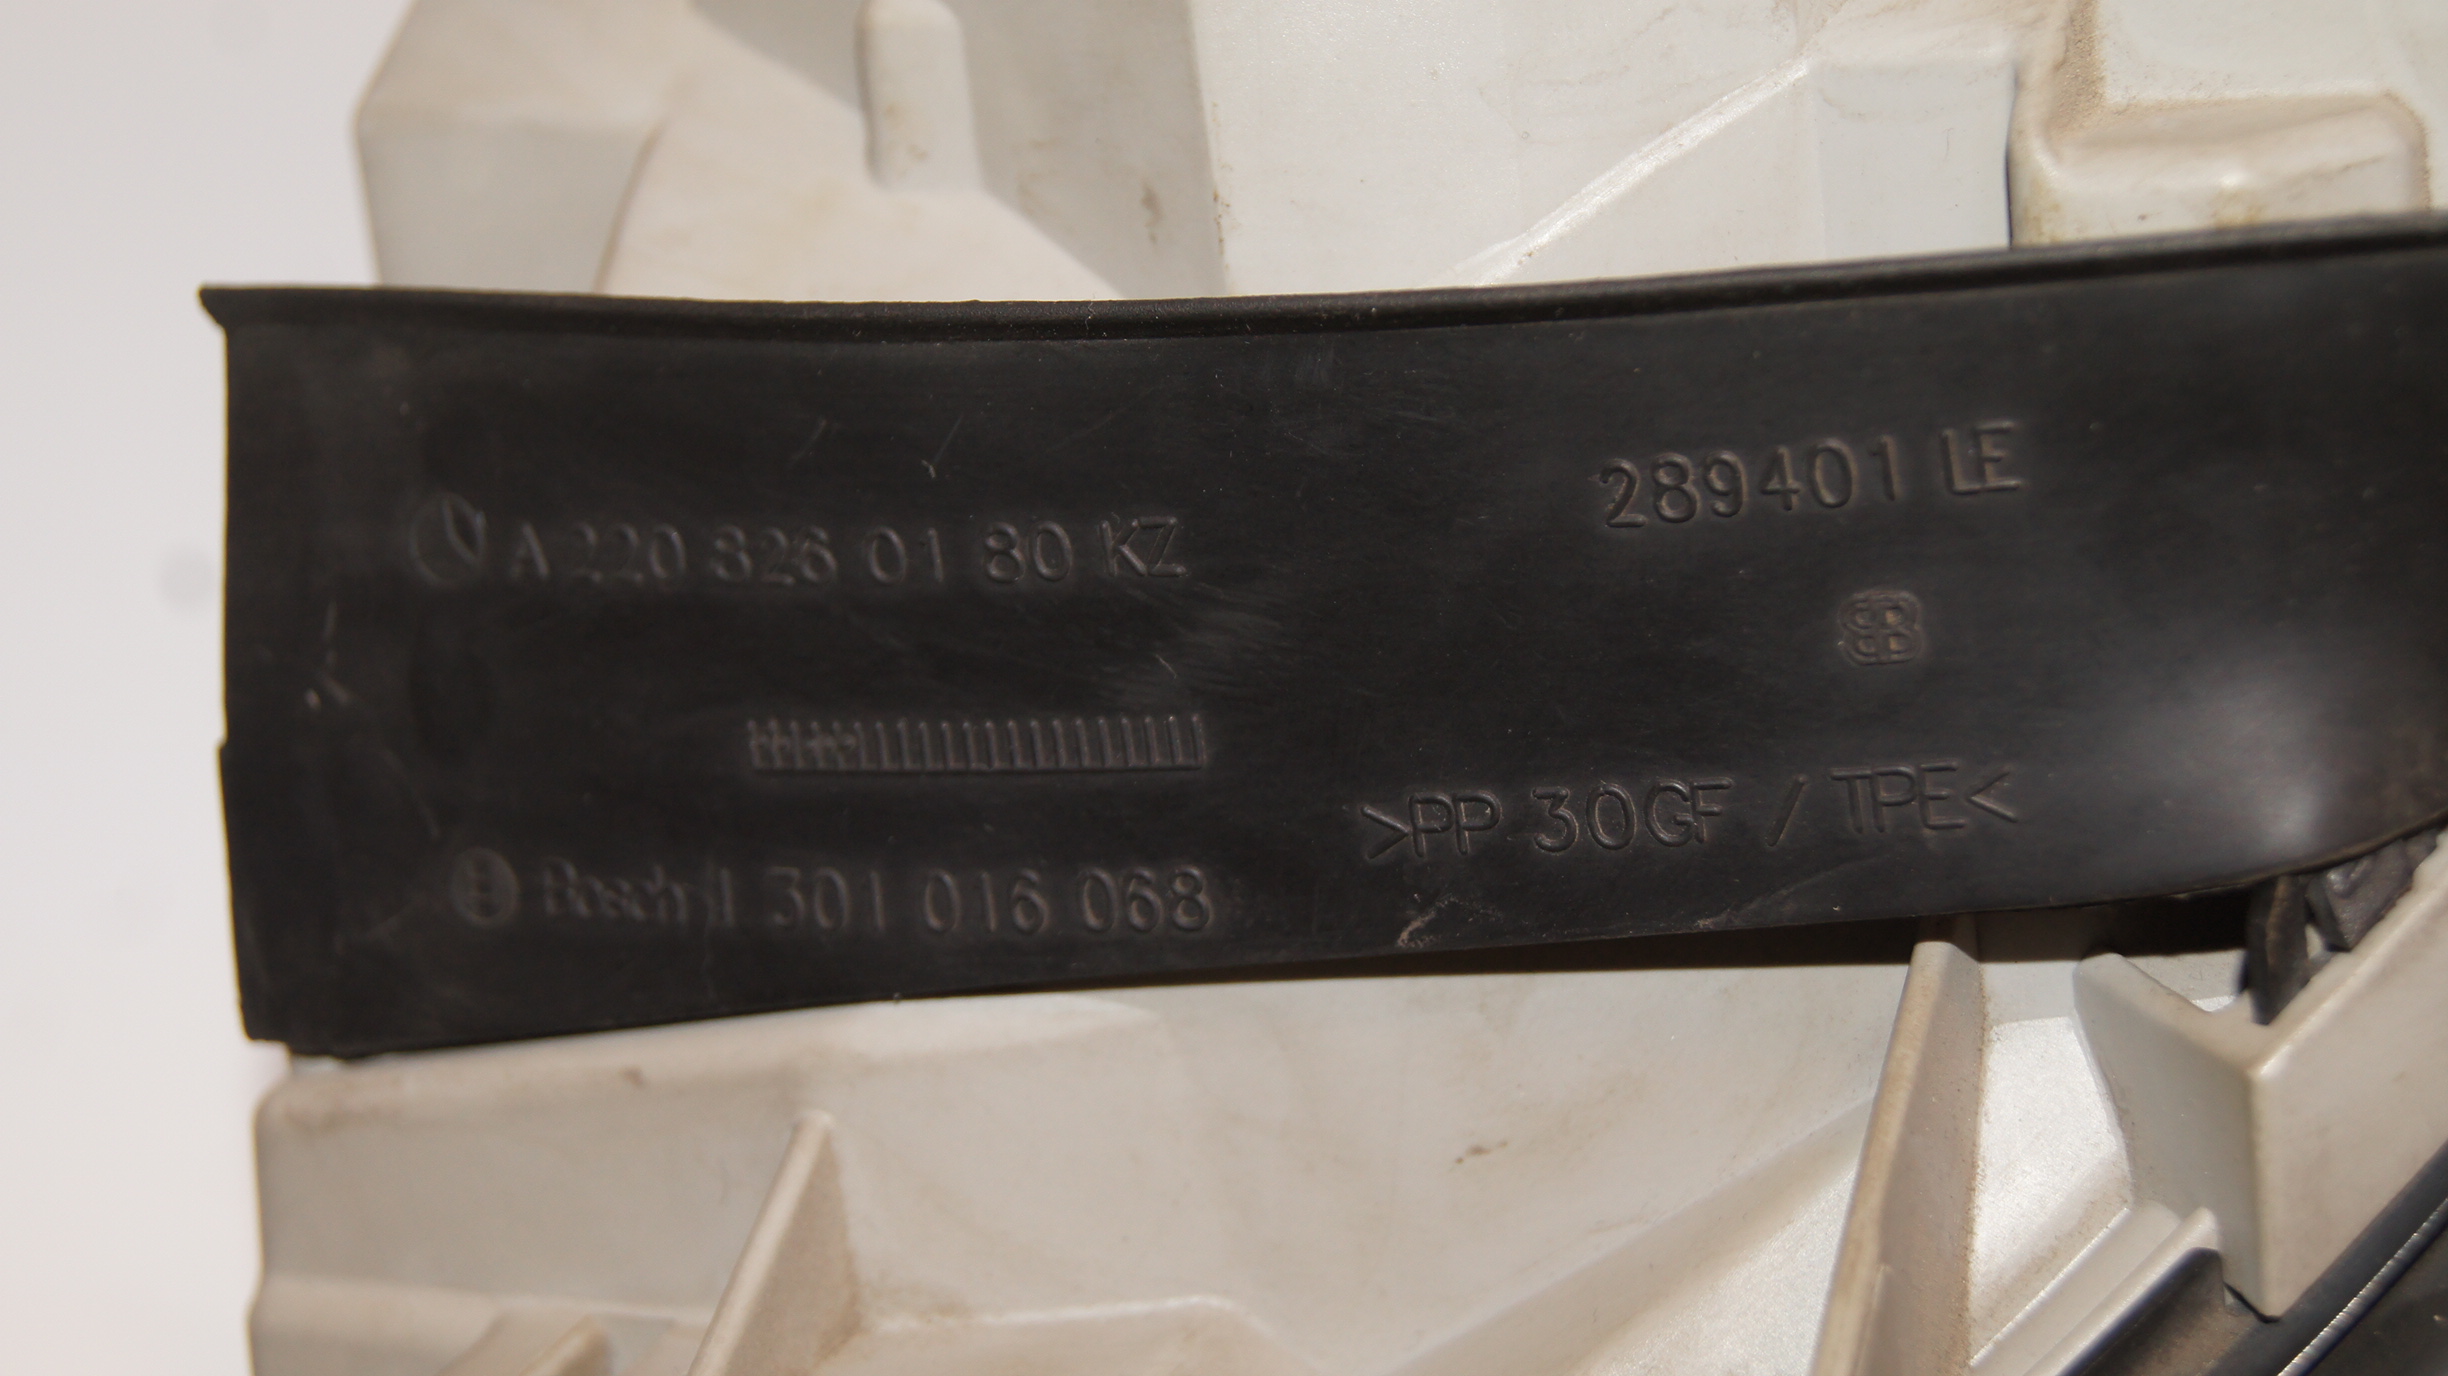 A 220 826 01 80 KZ
289401 LE
Bosch 1 301 016 068
>PP 30GF / TPE<